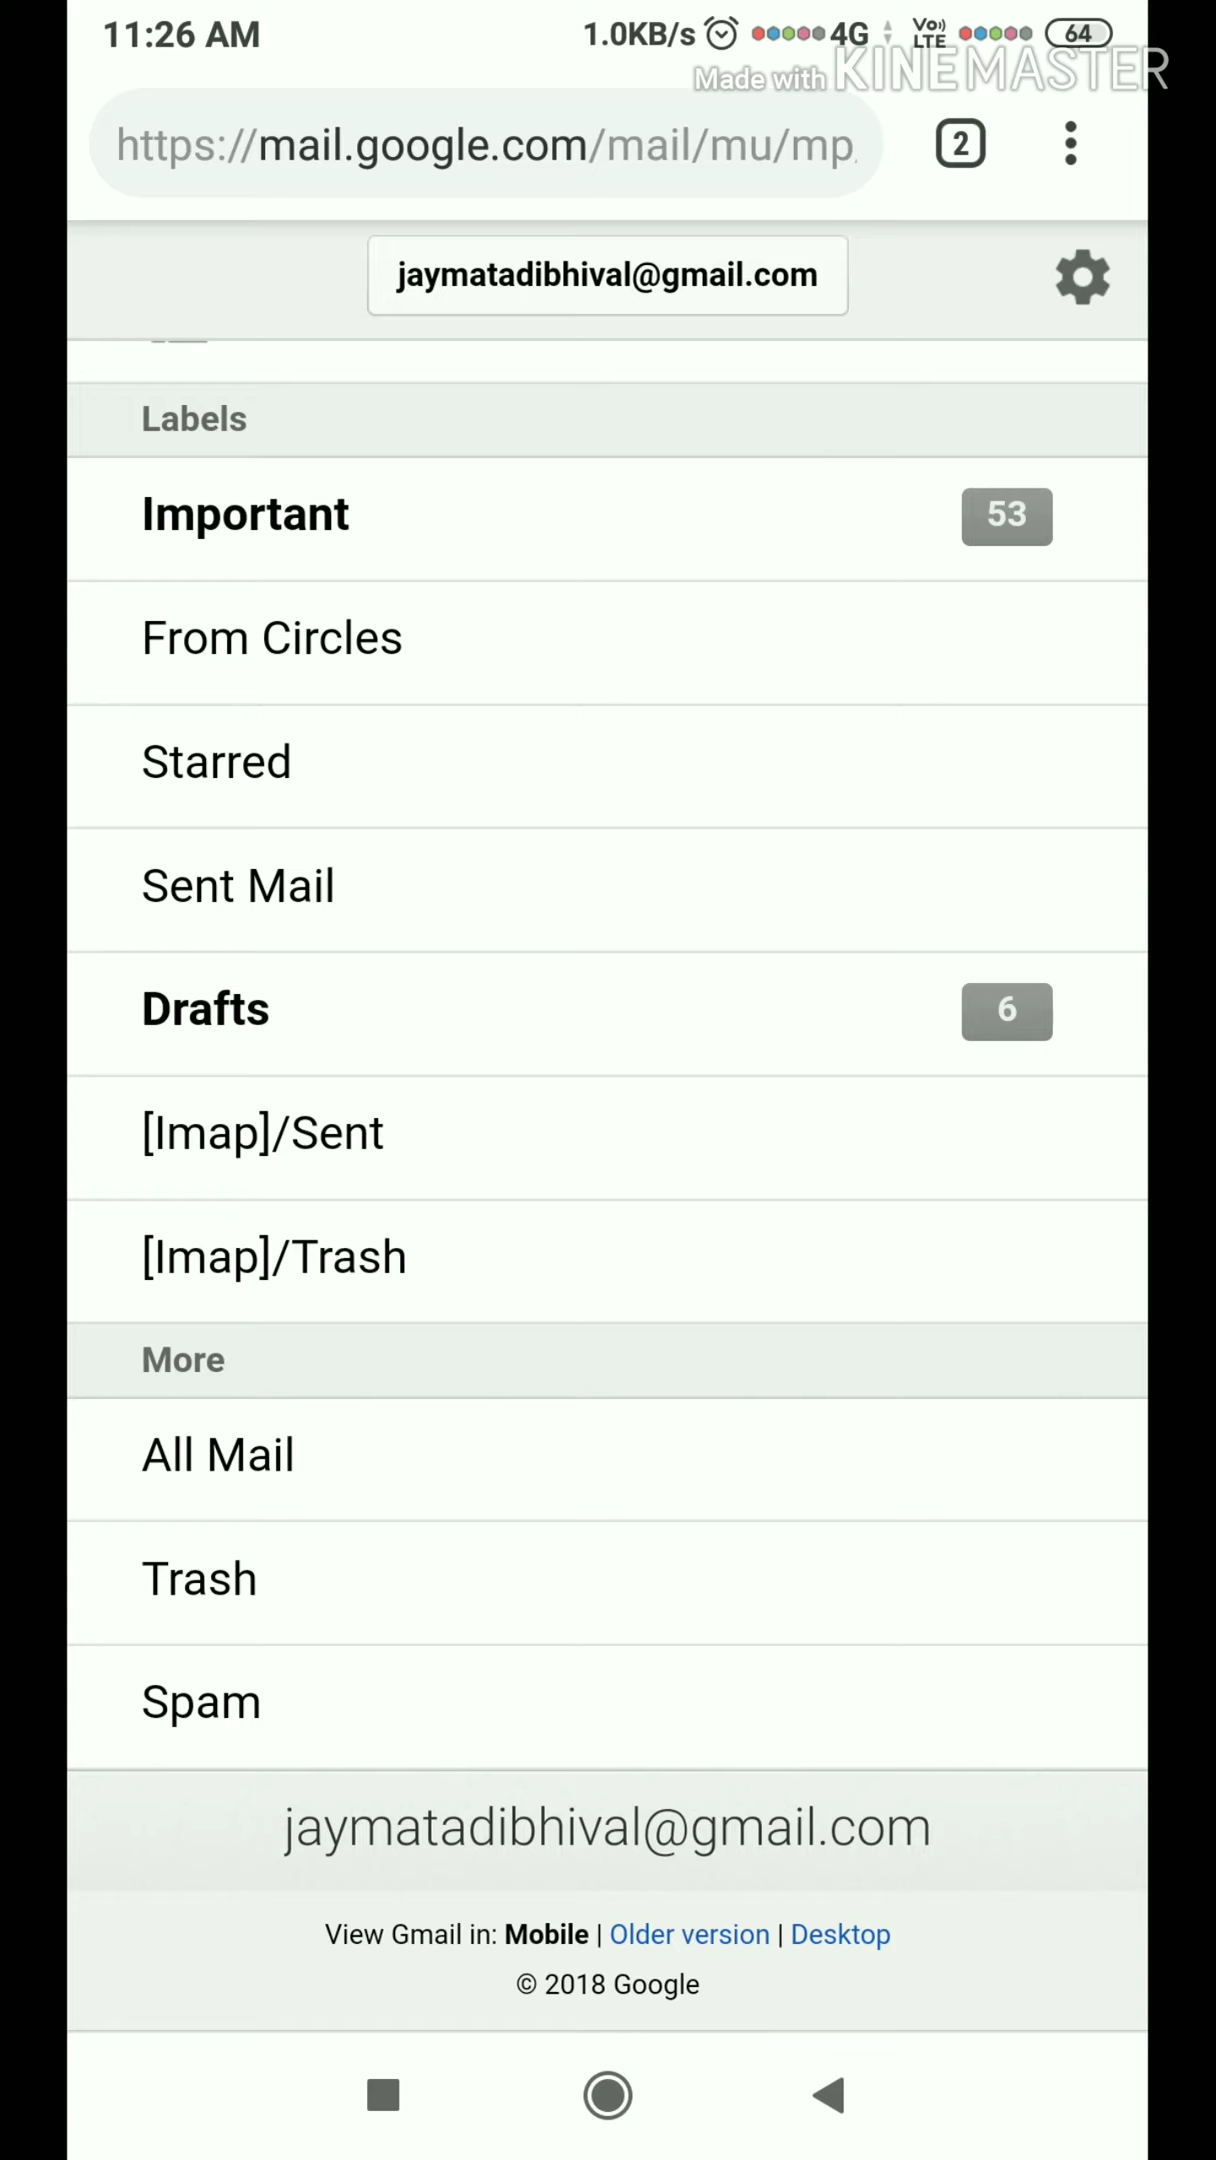 11:26 AM 1.0KB/s 4G Vo)) LTE 64
Made with KINEMASTER
https://mail.google.com/mail/mu/mp 2
jaymatadibhival@gmail.com
Labels
Important 53
From Circles
Starred
Sent Mail
Drafts 6
[Imap]/Sent
[Imap]/Trash
More
All Mail
Trash
Spam
jaymatadibhival@gmail.com
View Gmail in: Mobile | Older version | Desktop
© 2018 Google